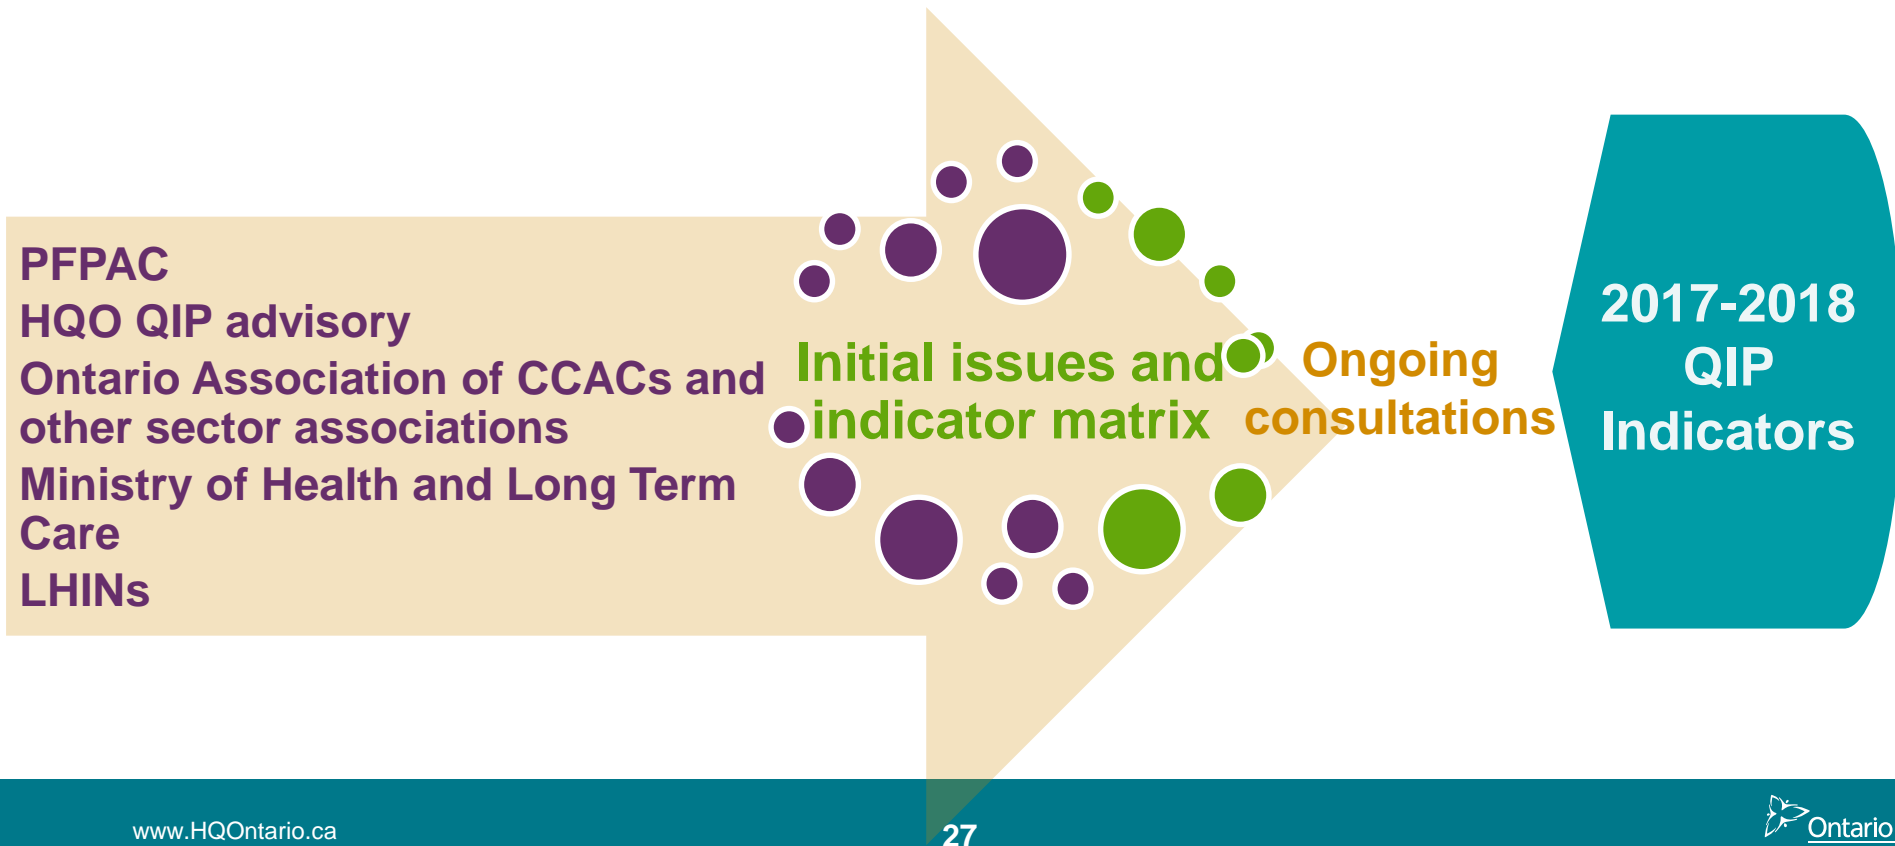 PFPAC
HQO QIP advisory
Ontario Association of CCACs and
other sector associations
Ministry of Health and Long Term
Care
LHINs
Initial issues and
indicator matrix
Ongoing
consultations
2017-2018
QIP
Indicators
www.HQOntario.ca
27
Ontario